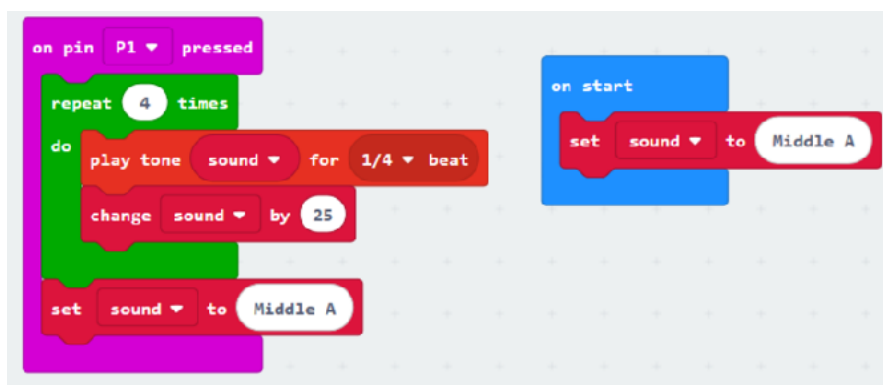 on pin P1 pressed
repeat 4 times
do
play tone sound for 1/4 beat
change sound by 25
set sound to Middle A
on start
set sound to Middle A